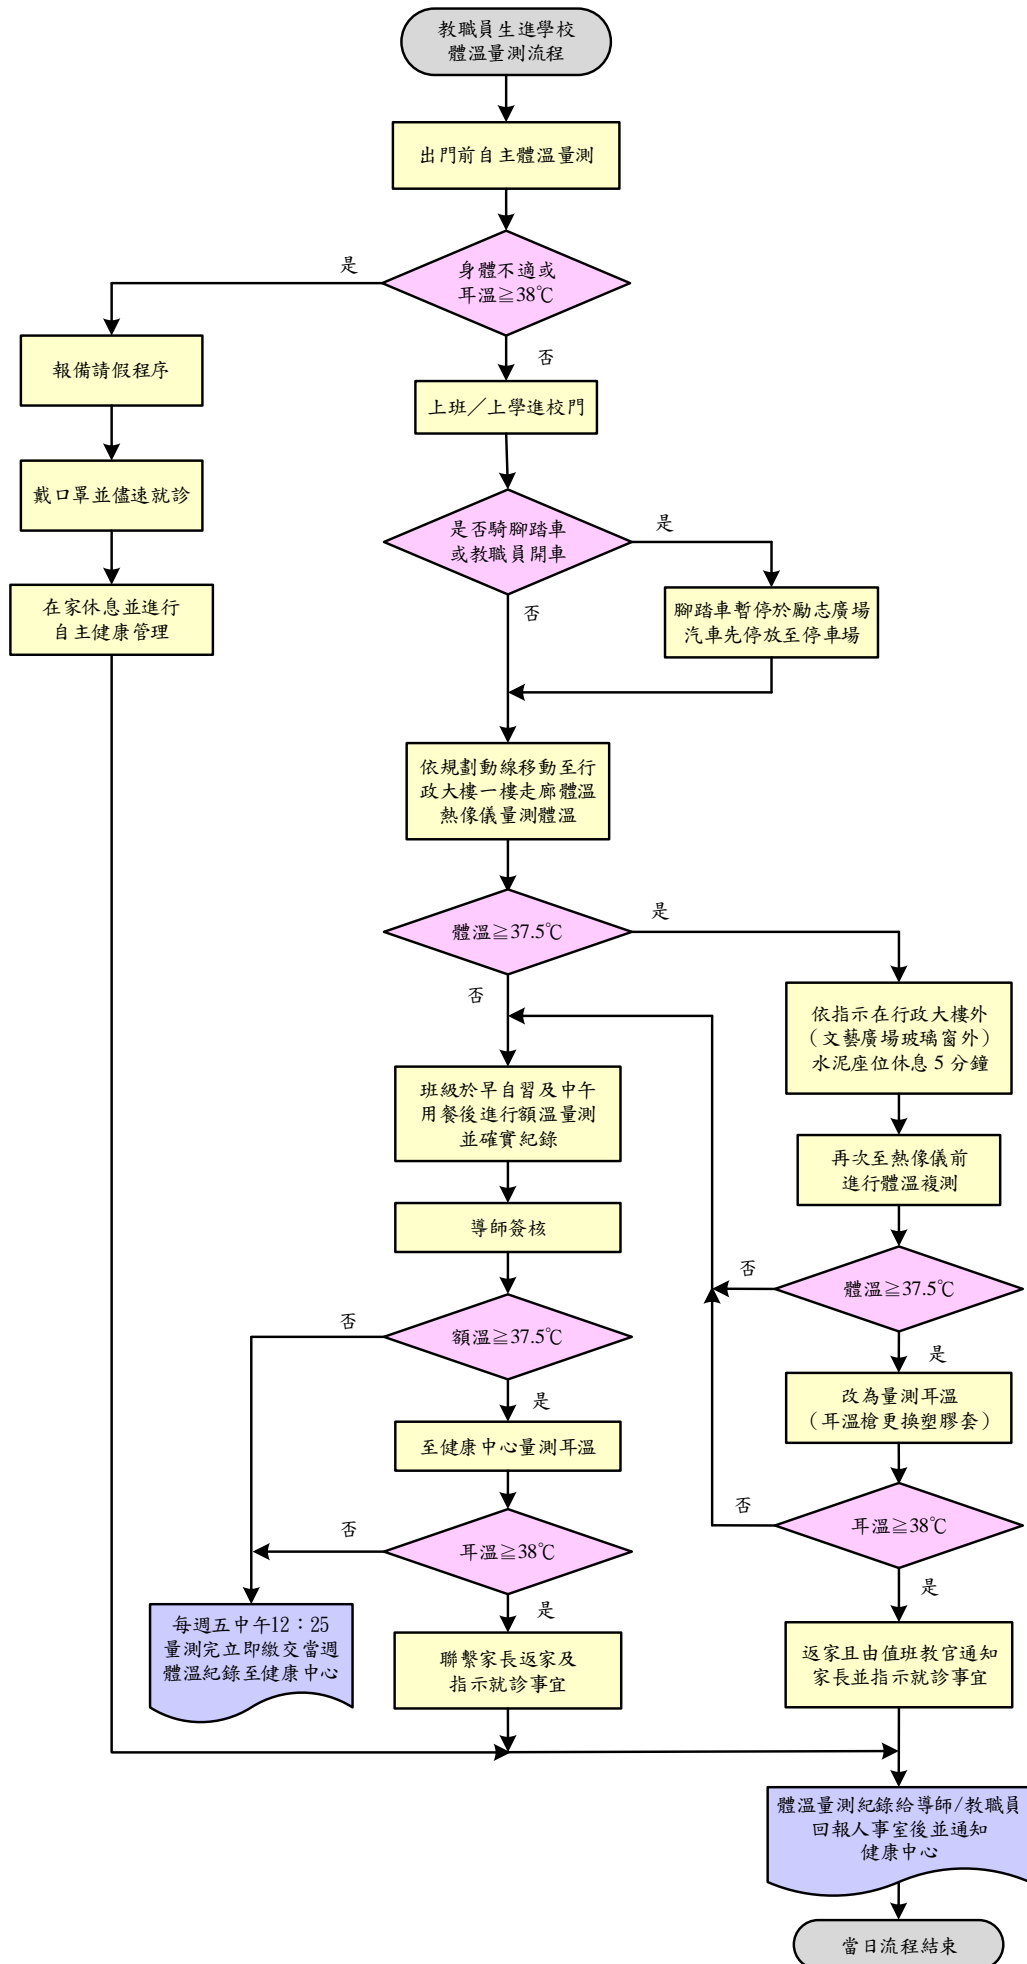 教職員生進學校
體溫量測流程
出門前自主體溫量測
是
身體不適或
耳溫≧38℃
否
報備請假程序
上班／上學進校門
戴口罩並儘速就診
是否騎腳踏車
或教職員開車
是
在家休息並進行
自主健康管理
否
腳踏車暫停於勵志廣場
汽車先停放至停車場
依規劃動線移動至行
政大樓一樓走廊體溫
熱像儀量測體溫
體溫≧37.5℃
是
否
依指示在行政大樓外
（文藝廣場玻璃窗外）
水泥座位休息5分鐘
班級於早自習及中午
用餐後進行額溫量測
並確實紀錄
再次至熱像儀前
進行體溫複測
導師簽核
否
體溫≧37.5℃
是
否
額溫≧37.5℃
是
改為量測耳溫
（耳溫槍更換塑膠套）
至健康中心量測耳溫
否
耳溫≧38℃
是
否
耳溫≧38℃
是
每週五中午12：25
量測完立即繳交當週
體溫紀錄至健康中心
聯繫家長返家及
指示就診事宜
返家且由值班教官通知
家長並指示就診事宜
體溫量測紀錄給導師/教職員
回報人事室後並通知
健康中心
當日流程結束